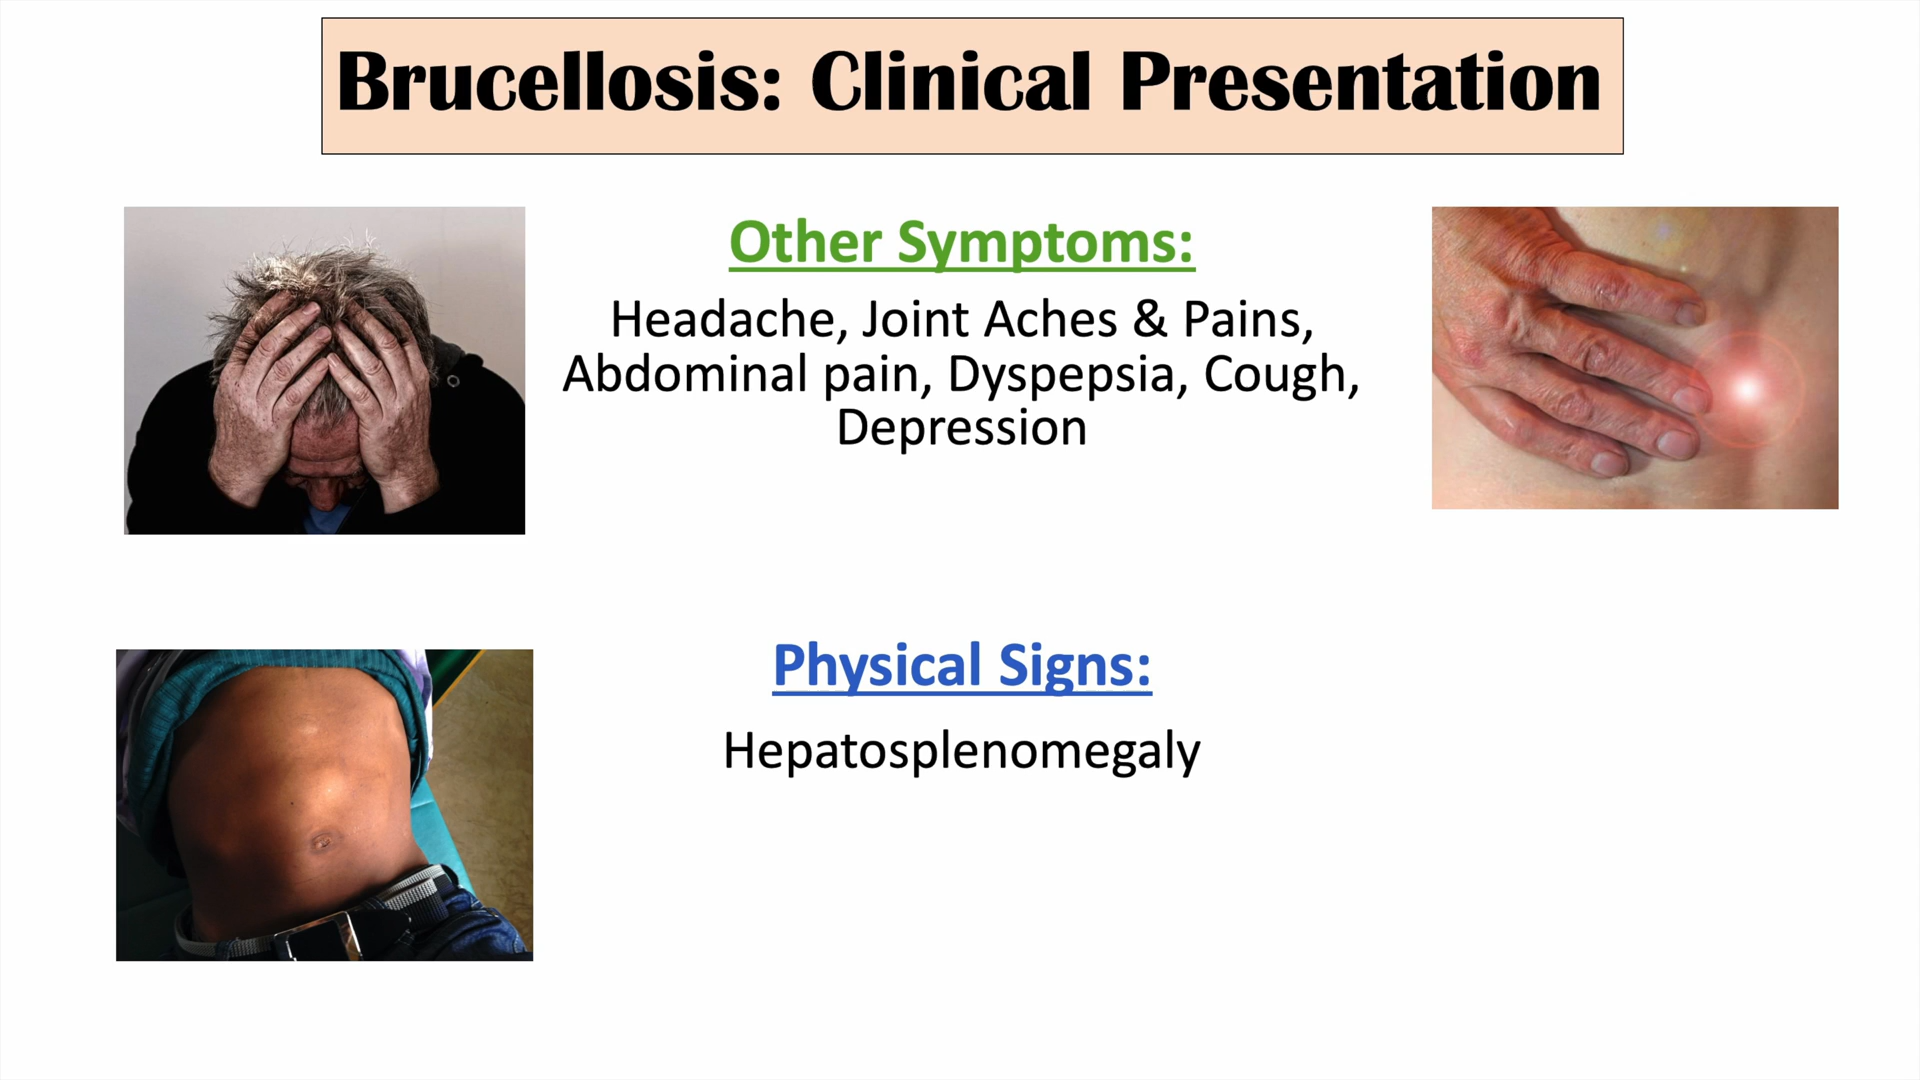 Brucellosis: Clinical Presentation
Other Symptoms:
Headache, Joint Aches & Pains,
Abdominal pain, Dyspepsia, Cough,
Depression
Physical Signs:
Hepatosplenomegaly